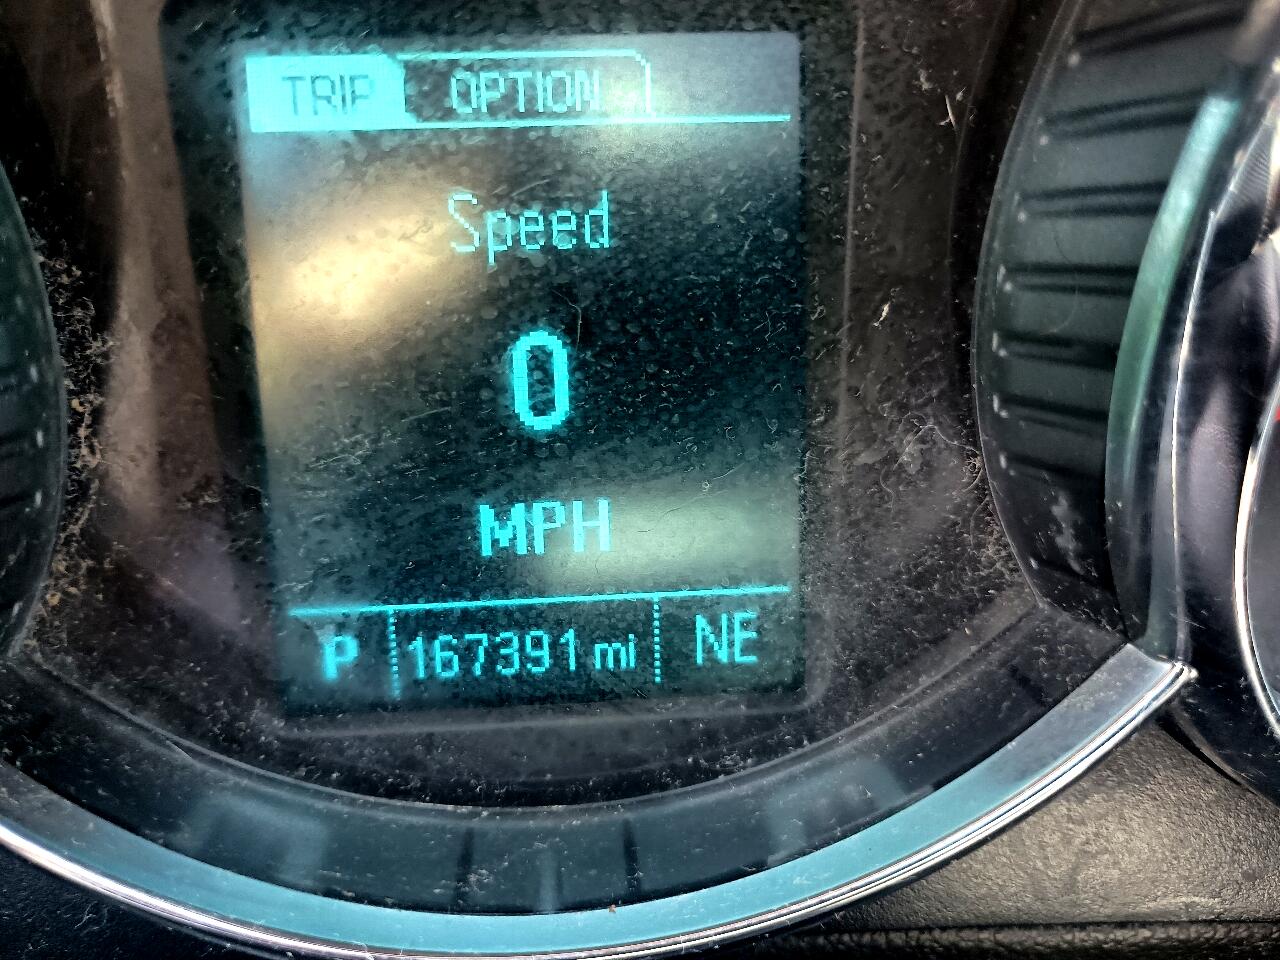 TRIP OPTION
Speed
0
MPH
P 167391 mi NE